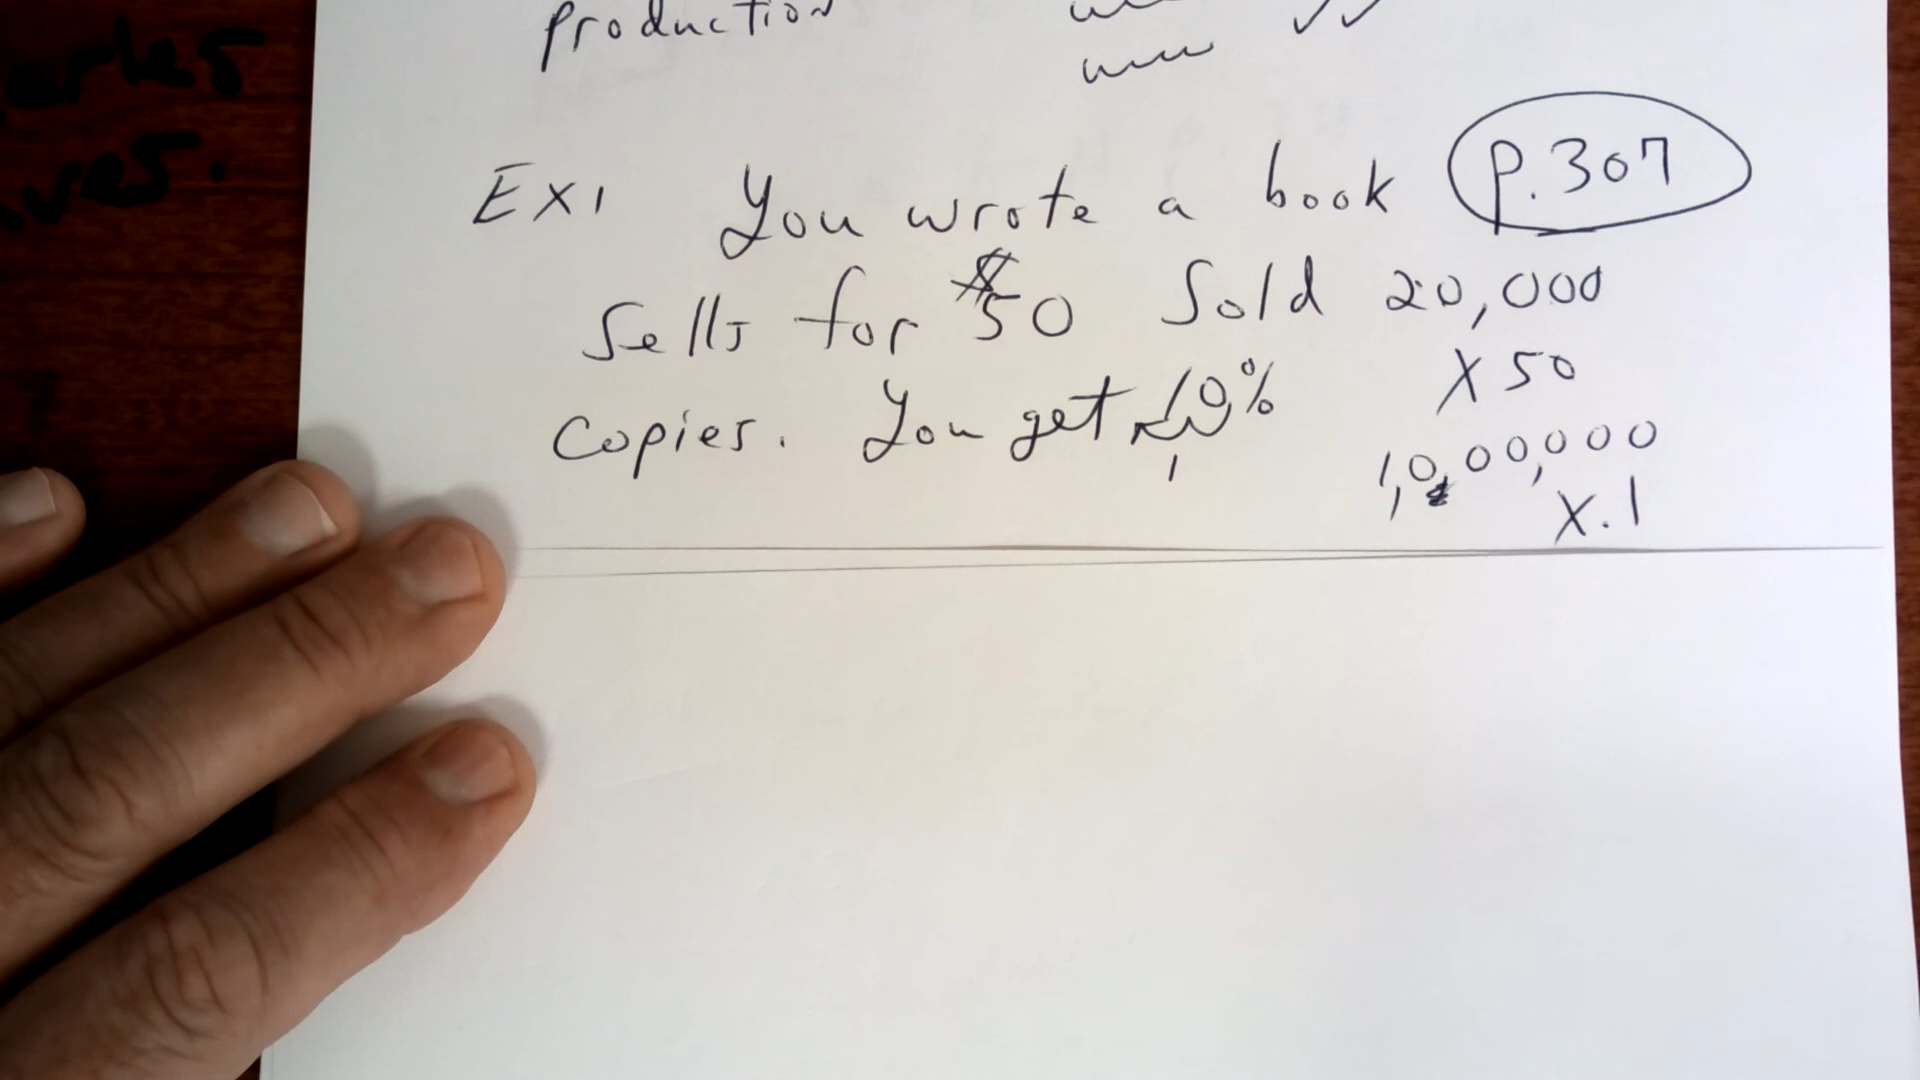 production
Ex1 You wrote a book p.307
Sells for $50 Sold 20,000
Copies. You get 10% X 50
1,000,000
X.1